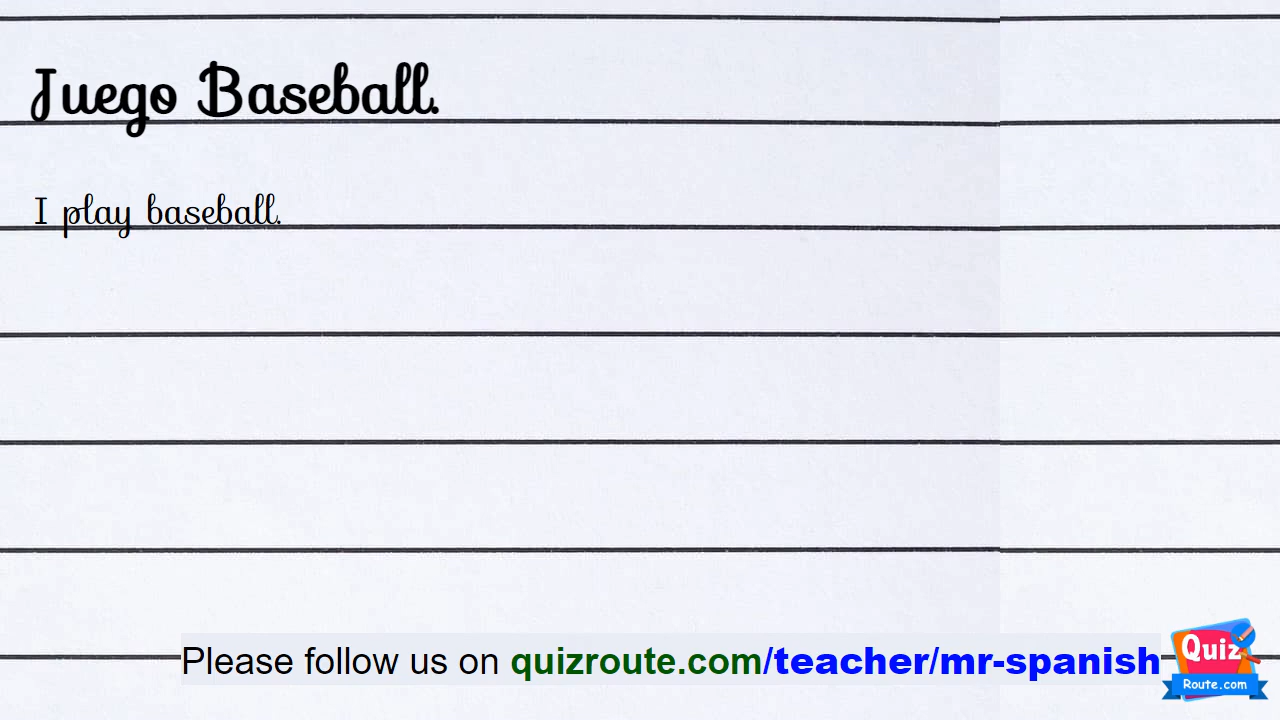 Juego Baseball.
I play baseball.
Please follow us on quizroute.com/teacher/mr-spanish
Quiz
Route.com